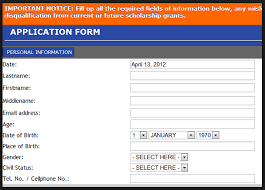 IMPORTANT NOTICE: Fill up all the required fields of information below, any mis
disqualification from current or future scholarship grants.
APPLICATION FORM
PERSONAL INFORMATION
Date: April 13, 2012
Lastname:
Firstname:
Middlename:
Email address:
Age:
Date of Birth: 1 JANUARY 1970
Place of Birth:
Gender: - SELECT HERE -
Civil Status: - SELECT HERE -
Tel. No. / Cellphone No.: